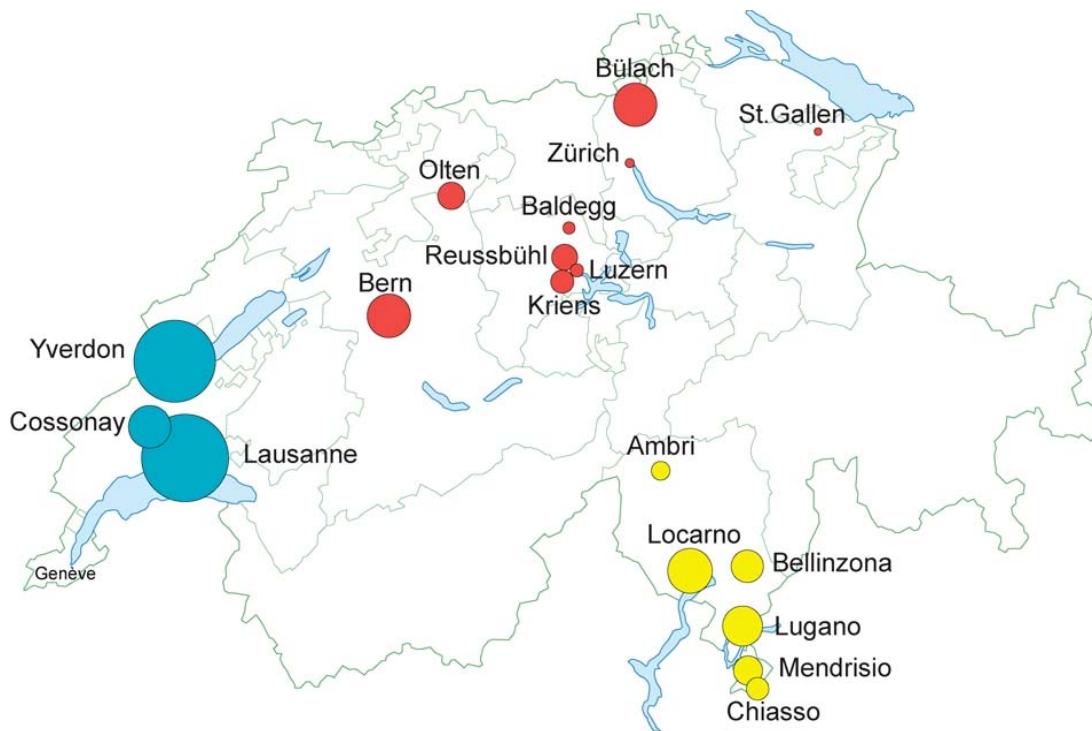 Bülach
St.Gallen
Zürich
Olten
Baldegg
Reussbühl
Luzern
Bern
Kriens
Yverdon
Cossonay
Lausanne
Ambri
Locarno
Bellinzona
Genève
Lugano
Mendrisio
Chiasso